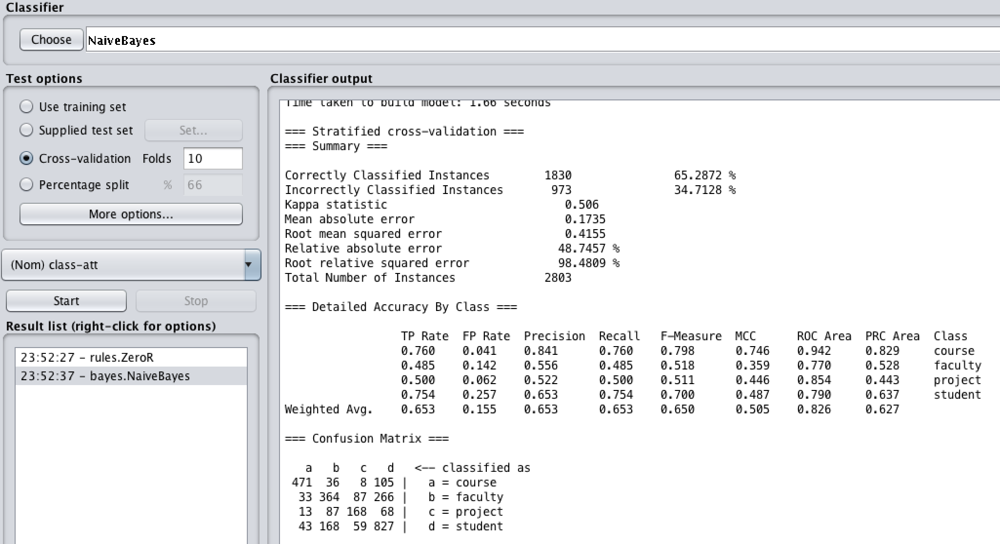 Classifier
Choose NaiveBayes
Test options
Use training set
Supplied test set Set...
Cross-validation Folds 10
Percentage split % 66
More options...
(Nom) class-att
Start Stop
Result list (right-click for options)
23:52:27 - rules.ZeroR
23:52:37 - bayes.NaiveBayes
Classifier output
Time taken to build model: 1.66 seconds
=== Stratified cross-validation ===
=== Summary ===
Correctly Classified Instances 1830 65.2872 %
Incorrectly Classified Instances 973 34.7128 %
Kappa statistic 0.506
Mean absolute error 0.1735
Root mean squared error 0.4155
Relative absolute error 48.7457 %
Root relative squared error 98.4809 %
Total Number of Instances 2803
=== Detailed Accuracy By Class ===
TP Rate FP Rate Precision Recall F-Measure MCC ROC Area PRC Area Class
0.760 0.041 0.841 0.760 0.798 0.746 0.942 0.829 course
0.485 0.142 0.556 0.485 0.518 0.359 0.770 0.528 faculty
0.500 0.062 0.522 0.500 0.511 0.446 0.854 0.443 project
0.754 0.257 0.653 0.754 0.700 0.487 0.790 0.637 student
Weighted Avg. 0.653 0.155 0.653 0.653 0.650 0.505 0.826 0.627
=== Confusion Matrix ===
a b c d <-- classified as
471 36 8 105 | a = course
33 364 87 266 | b = faculty
13 87 168 68 | c = project
43 168 59 827 | d = student